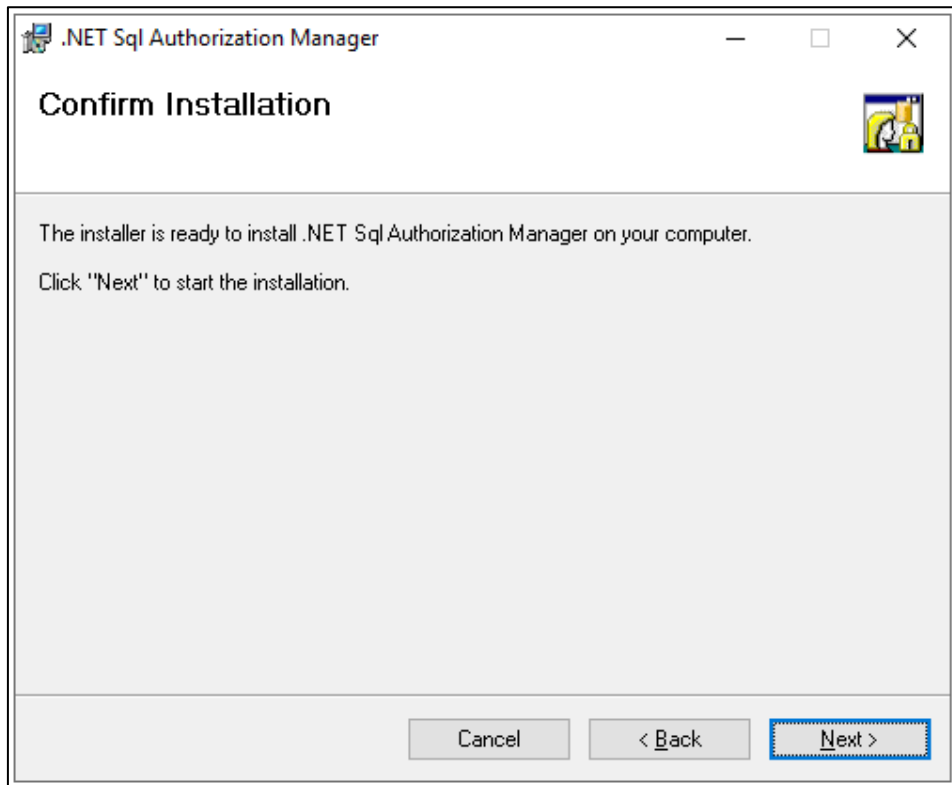 .NET Sql Authorization Manager
Confirm Installation
The installer is ready to install .NET Sql Authorization Manager on your computer.
Click "Next" to start the installation.
Cancel
< Back
Next >